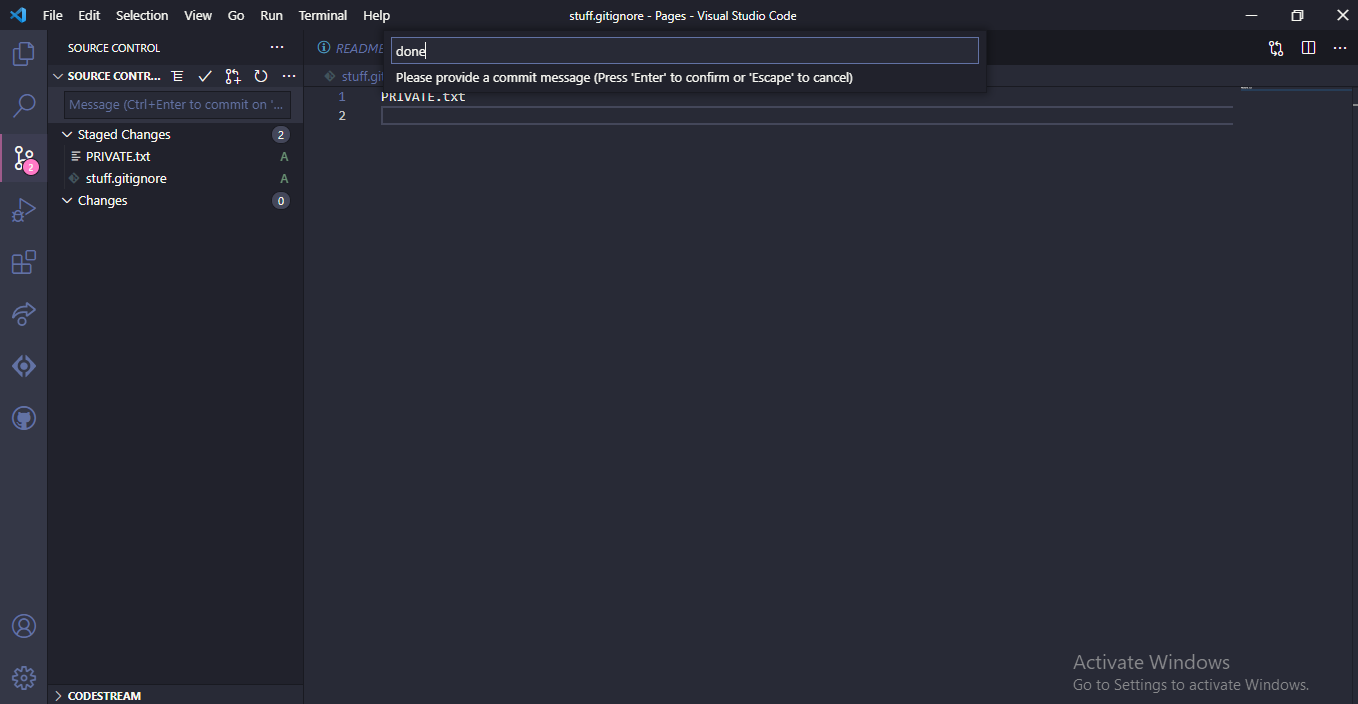 File Edit Selection View Go Run Terminal Help
stuff.gitignore - Pages - Visual Studio Code
SOURCE CONTROL
SOURCE CONTR...
Message (Ctrl+Enter to commit on '...
Staged Changes 2
PRIVATE.txt A
stuff.gitignore A
Changes 0
2
CODESTREAM
README
done
Please provide a commit message (Press 'Enter' to confirm or 'Escape' to cancel)
stuff.git
1 PRIVATE.txt
2
Activate Windows
Go to Settings to activate Windows.